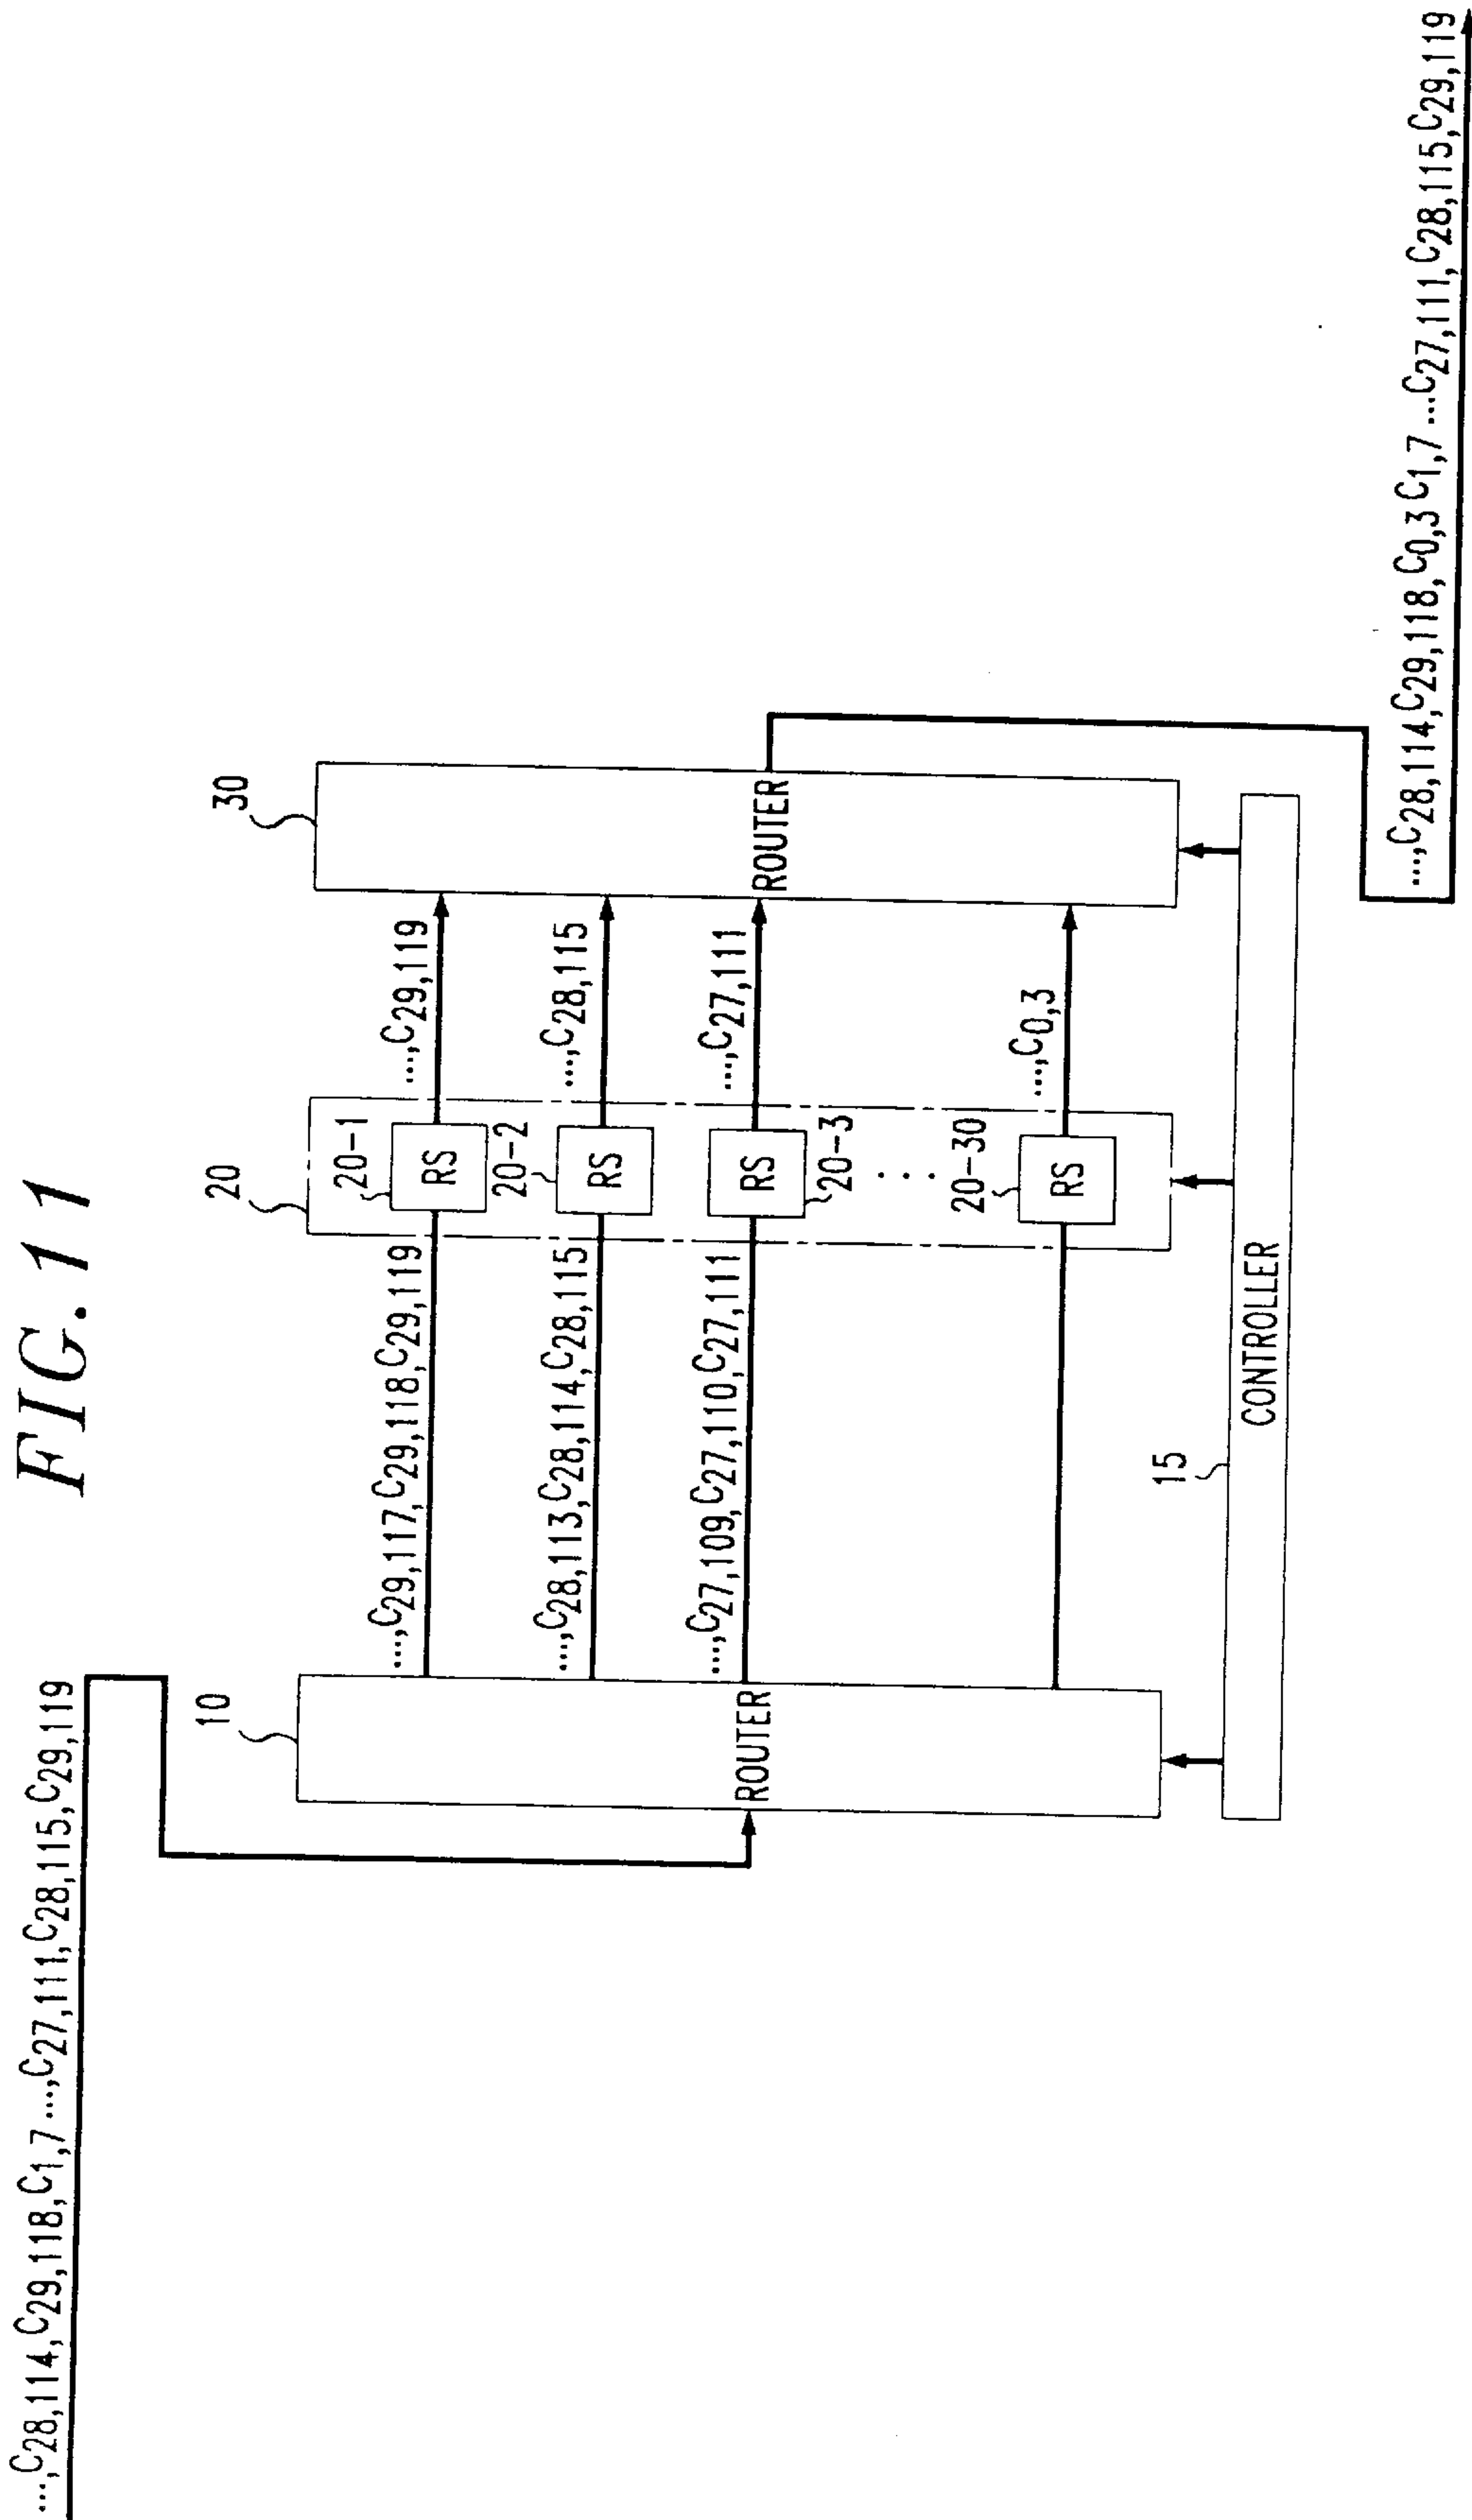 FIG. 11
...,C28,114,C29,118,C1,7 ...,C27,111,C28,115,C29,119
10
ROUTER
...,C29,117,C29,118,C29,119
...,C28,113,C28,114,C28,115
...,C27,109,C27,110,C27,111
20
20-1
RS
20-2
RS
RS
20-3
...
20-30
RS
...,C29,119
...,C28,115
...,C27,111
...,C0,3
30
ROUTER
15
CONTROLLER
...,C28,114,C29,118,C0,3 C1,7 ...C27,111,C28,115,C29,119